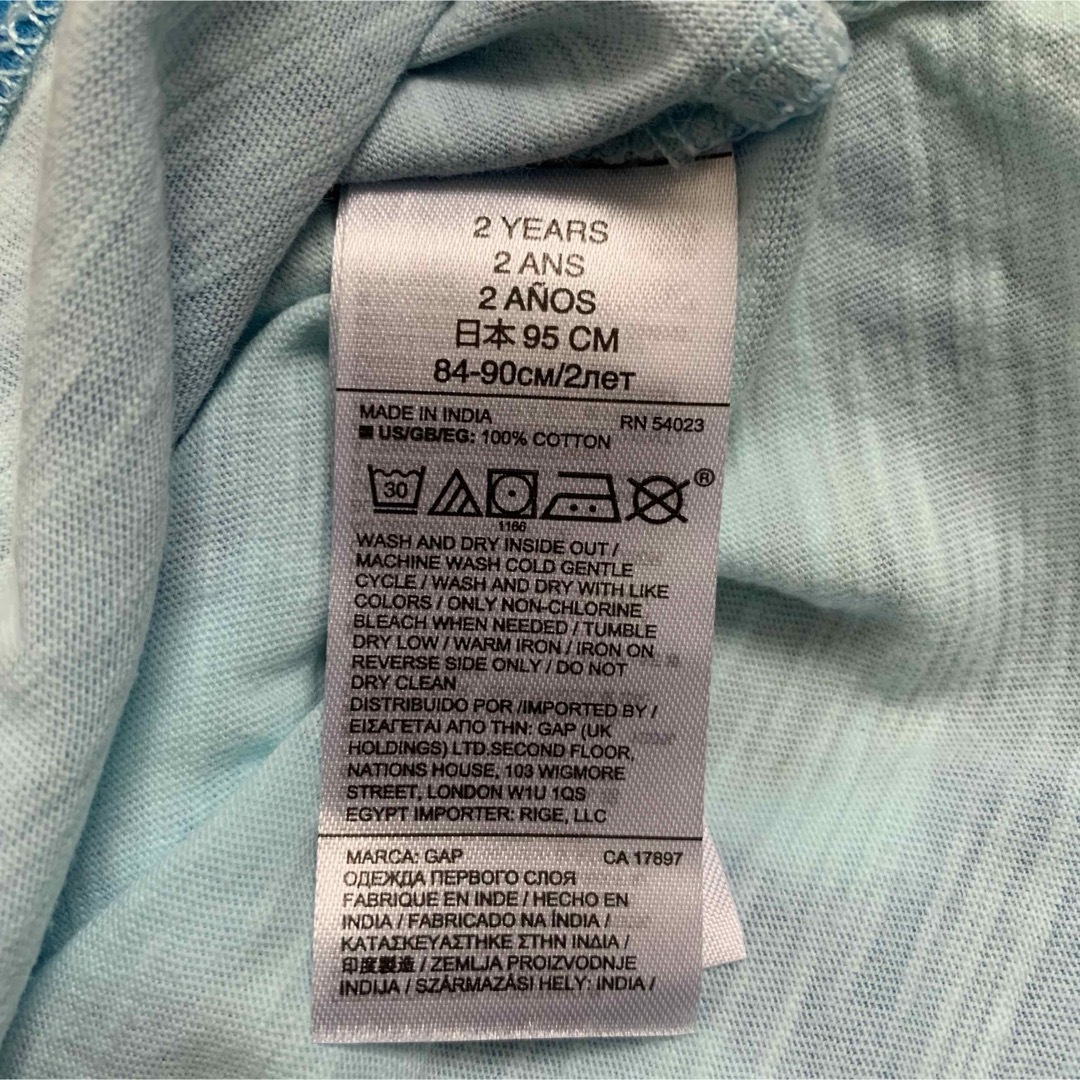 2 YEARS
2 ANS
2 AÑOS
日本 95 CM
84-90см/2лет
MADE IN INDIA RN 54023
US/GB/EG: 100% COTTON
30 ®
1166
WASH AND DRY INSIDE OUT /
MACHINE WASH COLD GENTLE
CYCLE / WASH AND DRY WITH LIKE
COLORS / ONLY NON-CHLORINE
BLEACH WHEN NEEDED / TUMBLE
DRY LOW / WARM IRON / IRON ON
REVERSE SIDE ONLY / DO NOT
DRY CLEAN
DISTRIBUIDO POR /IMPORTED BY /
ΕΙΣΑΓΕΤΑΙ ΑΠΟ ΤΗΝ: GAP (UK
HOLDINGS) LTD.SECOND FLOOR,
NATIONS HOUSE, 103 WIGMORE
STREET, LONDON W1U 1QS
EGYPT IMPORTER: RIGE, LLC
MARCA: GAP CA 17897
ОДЕЖДА ПЕРВОГО СЛОЯ
FABRIQUE EN INDE / HECHO EN
INDIA / FABRICADO NA ÍNDIA /
ΚΑΤΑΣΚΕΥΑΣΤΗΚΕ ΣΤΗΝ ΙΝΔΙΑ /
印度製造 / ZEMLJA PROIZVODNJE
INDIJA / SZÁRMAZÁSI HELY: INDIA /